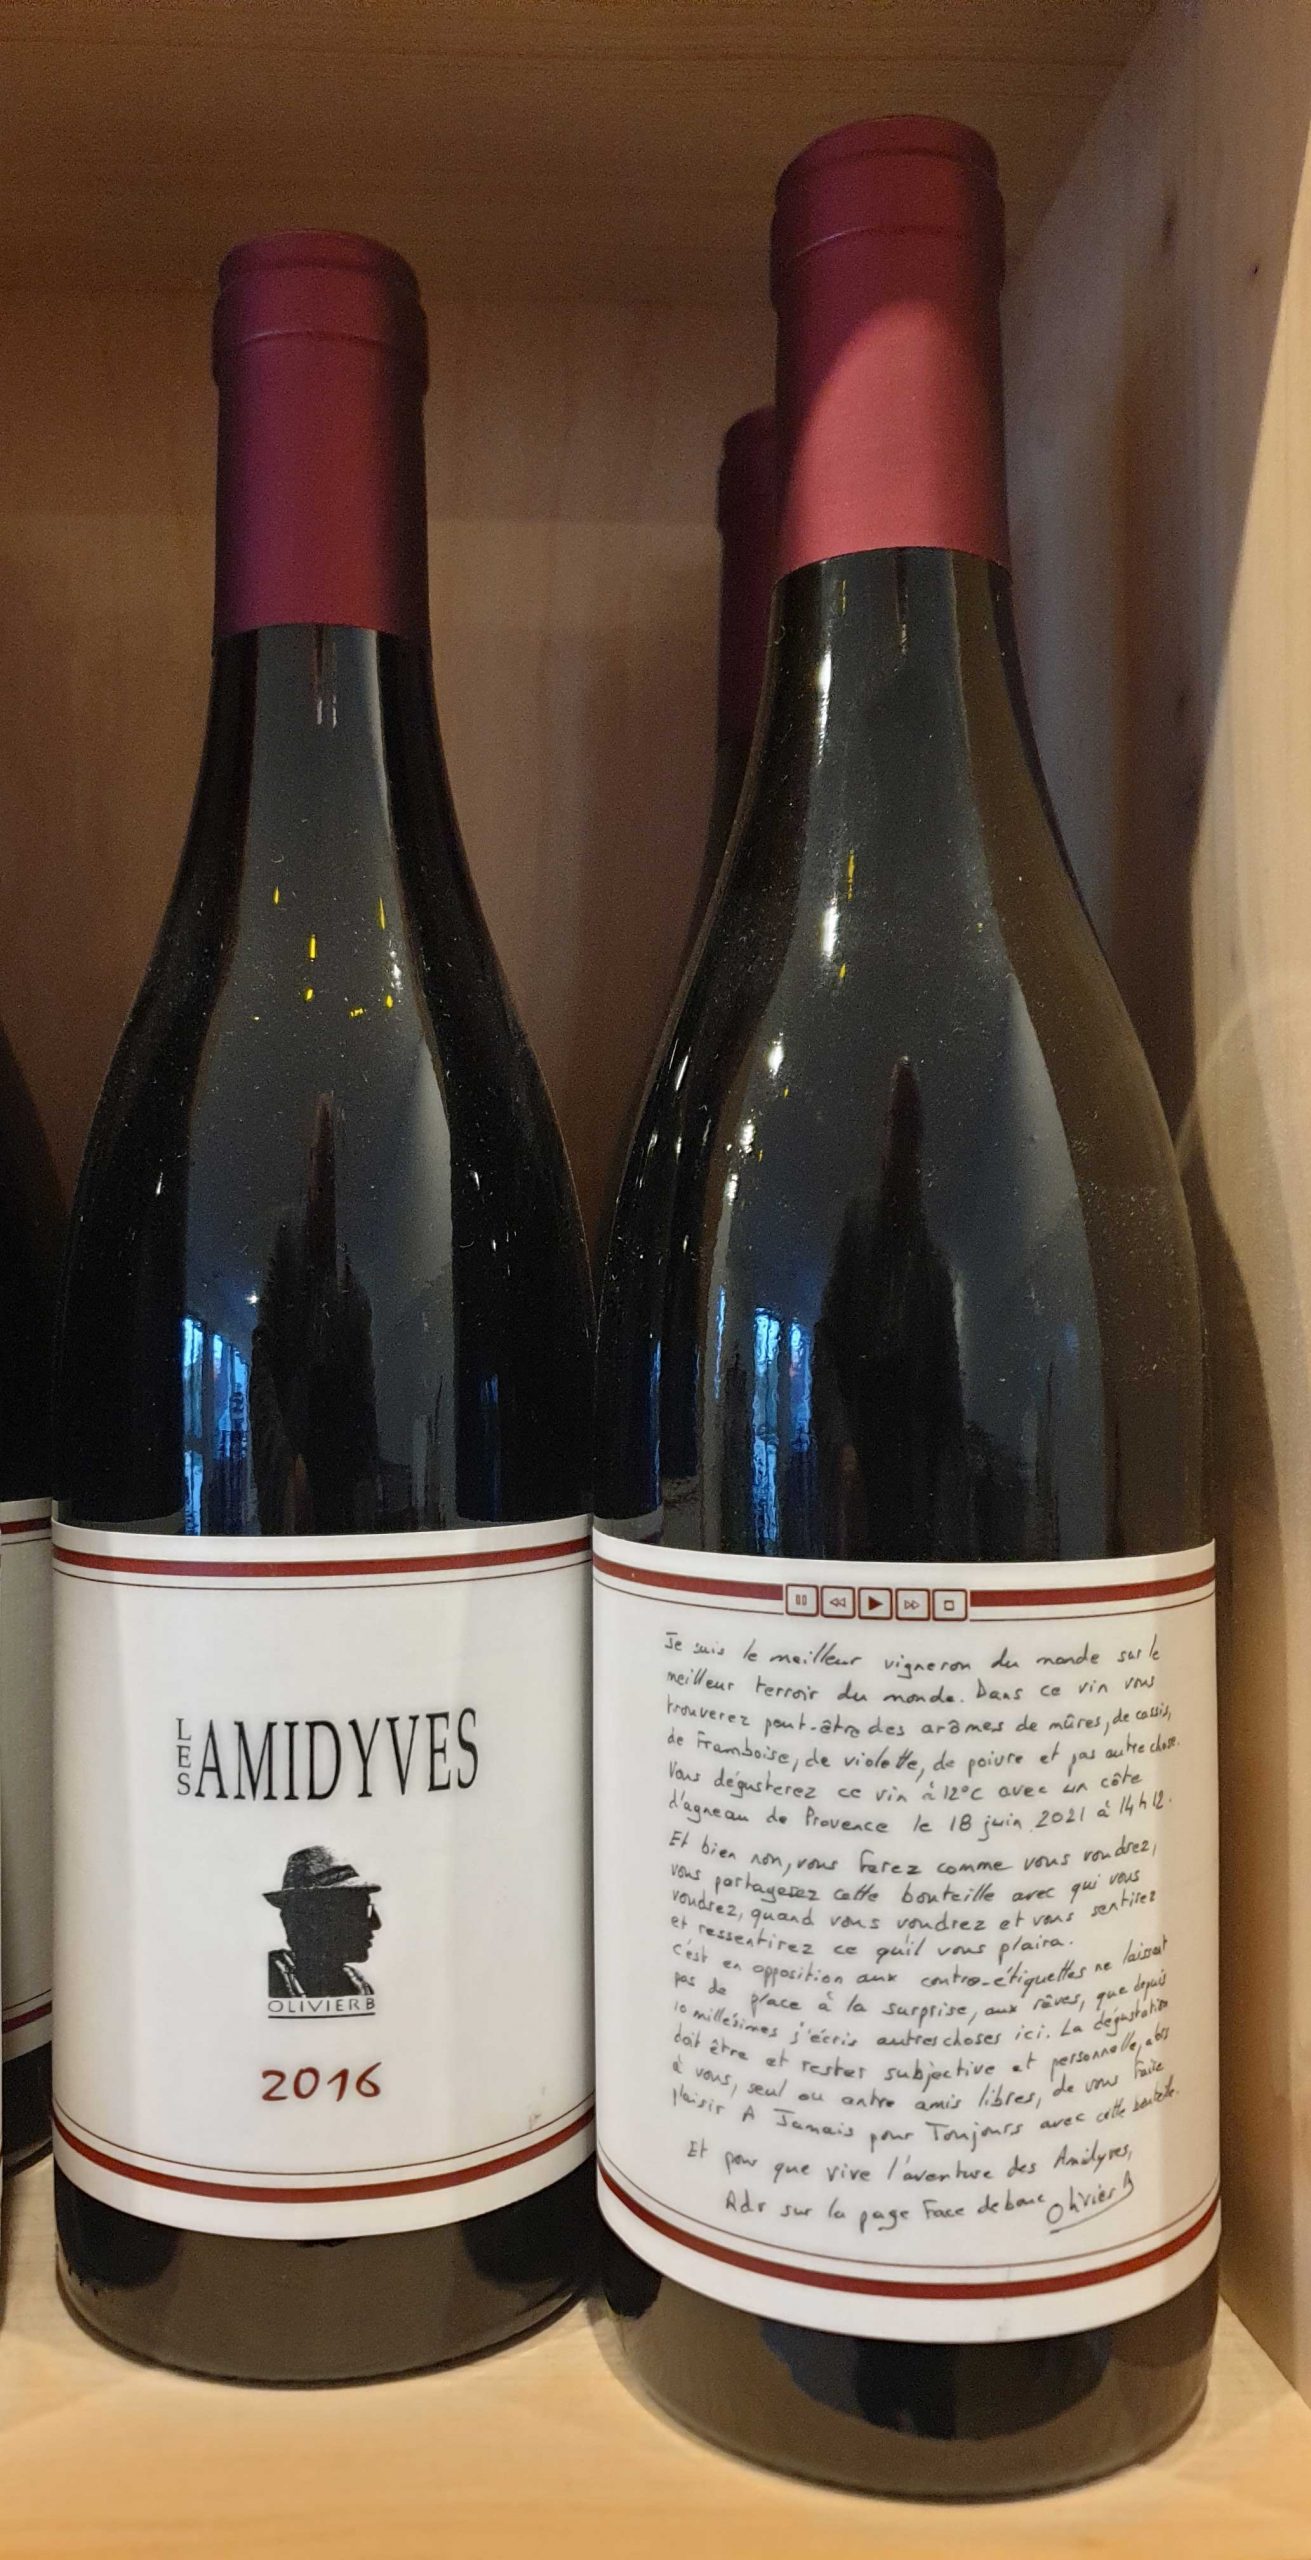 LES AMIDYVES
OLIVIER B
2016
Je suis le meilleur vigneron du monde sur le
meilleur terroir du monde. Dans ce vin vous
trouverez peut-être des arômes de mûres, de cassis,
de Framboise, de violette, de poivre et pas autre chose.
Vous dégusterez ce vin à 12°C avec un côte
d'agneau de Provence le 18 juin 2021 à 14h12.
Et bien non, vous ferez comme vous voudrez,
vous partagerez cette bouteille avec qui vous
voudrez, quand vous voudrez et vous sentirez
et ressentirez ce qu'il vous plaira.
c'est en opposition aux contre-étiquettes ne laissant
pas de place à la surprise, aux rêves, que depuis
10 millésimes j'écris autres choses ici. La dégustation
doit être et rester subjective et personnelle, alors
à vous, seul ou entre amis libres, de vous faire
plaisir A Jamais pour Toujours avec cette bouteille.
Et pour que vive l'aventure des Amidyves,
Rdv sur la page Face de bouc Olivier B